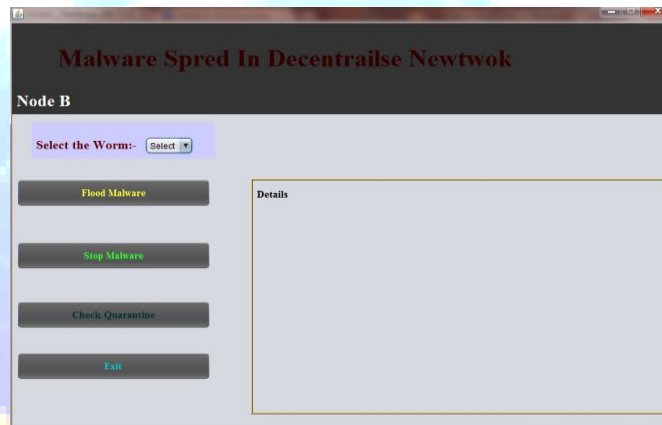 Malware Spred In Decentrailse Newtwok
Node B
Select the Worm:- Select
Flood Malware
Details
Stop Malware
Check Quarantine
Exit